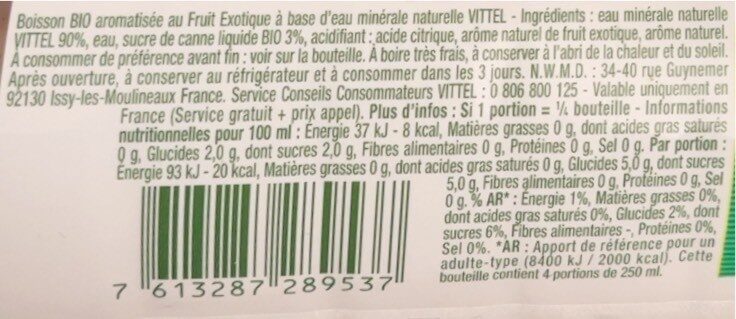 Boisson BIO aromatisée au Fruit Exotique à base d'eau minérale naturelle VITTEL - Ingrédients : eau minérale naturelle
VITTEL 90%, eau, sucre de canne liquide BIO 3%, acidifiant : acide citrique, arôme naturel de fruit exotique, arôme naturel.
A consommer de préférence avant fin : voir sur la bouteille. À boire très frais, à conserver à l'abri de la chaleur et du soleil.
Après ouverture, à conserver au réfrigérateur et à consommer dans les 3 jours. N.W.M.D. : 34-40 rue Guynemer
92130 Issy-les-Moulineaux France. Service Conseils Consommateurs VITTEL : 0 806 800 125 - Valable uniquement en
France (Service gratuit + prix appel). Plus d'infos : Si 1 portion = ¼ bouteille - Informations
nutritionnelles pour 100 ml : Énergie 37 kJ - 8 kcal, Matières grasses 0 g, dont acides gras saturés
0 g, Glucides 2,0 g, dont sucres 2,0 g, Fibres alimentaires 0 g, Protéines 0 g, Sel 0 g. Par portion :
Énergie 93 kJ - 20 kcal, Matières grasses 0 g, dont acides gras saturés 0 g, Glucides 5,0 g, dont sucres
5,0 g, Fibres alimentaires 0 g, Protéines 0 g, Sel
0 g. % AR* : Énergie 1%, Matières grasses 0%,
dont acides gras saturés 0%, Glucides 2%, dont
sucres 6%, Fibres alimentaires -, Protéines 0%,
Sel 0%. *AR : Apport de référence pour un
adulte-type (8400 kJ / 2000 kcal). Cette
bouteille contient 4 portions de 250 ml.
7 613287 289537